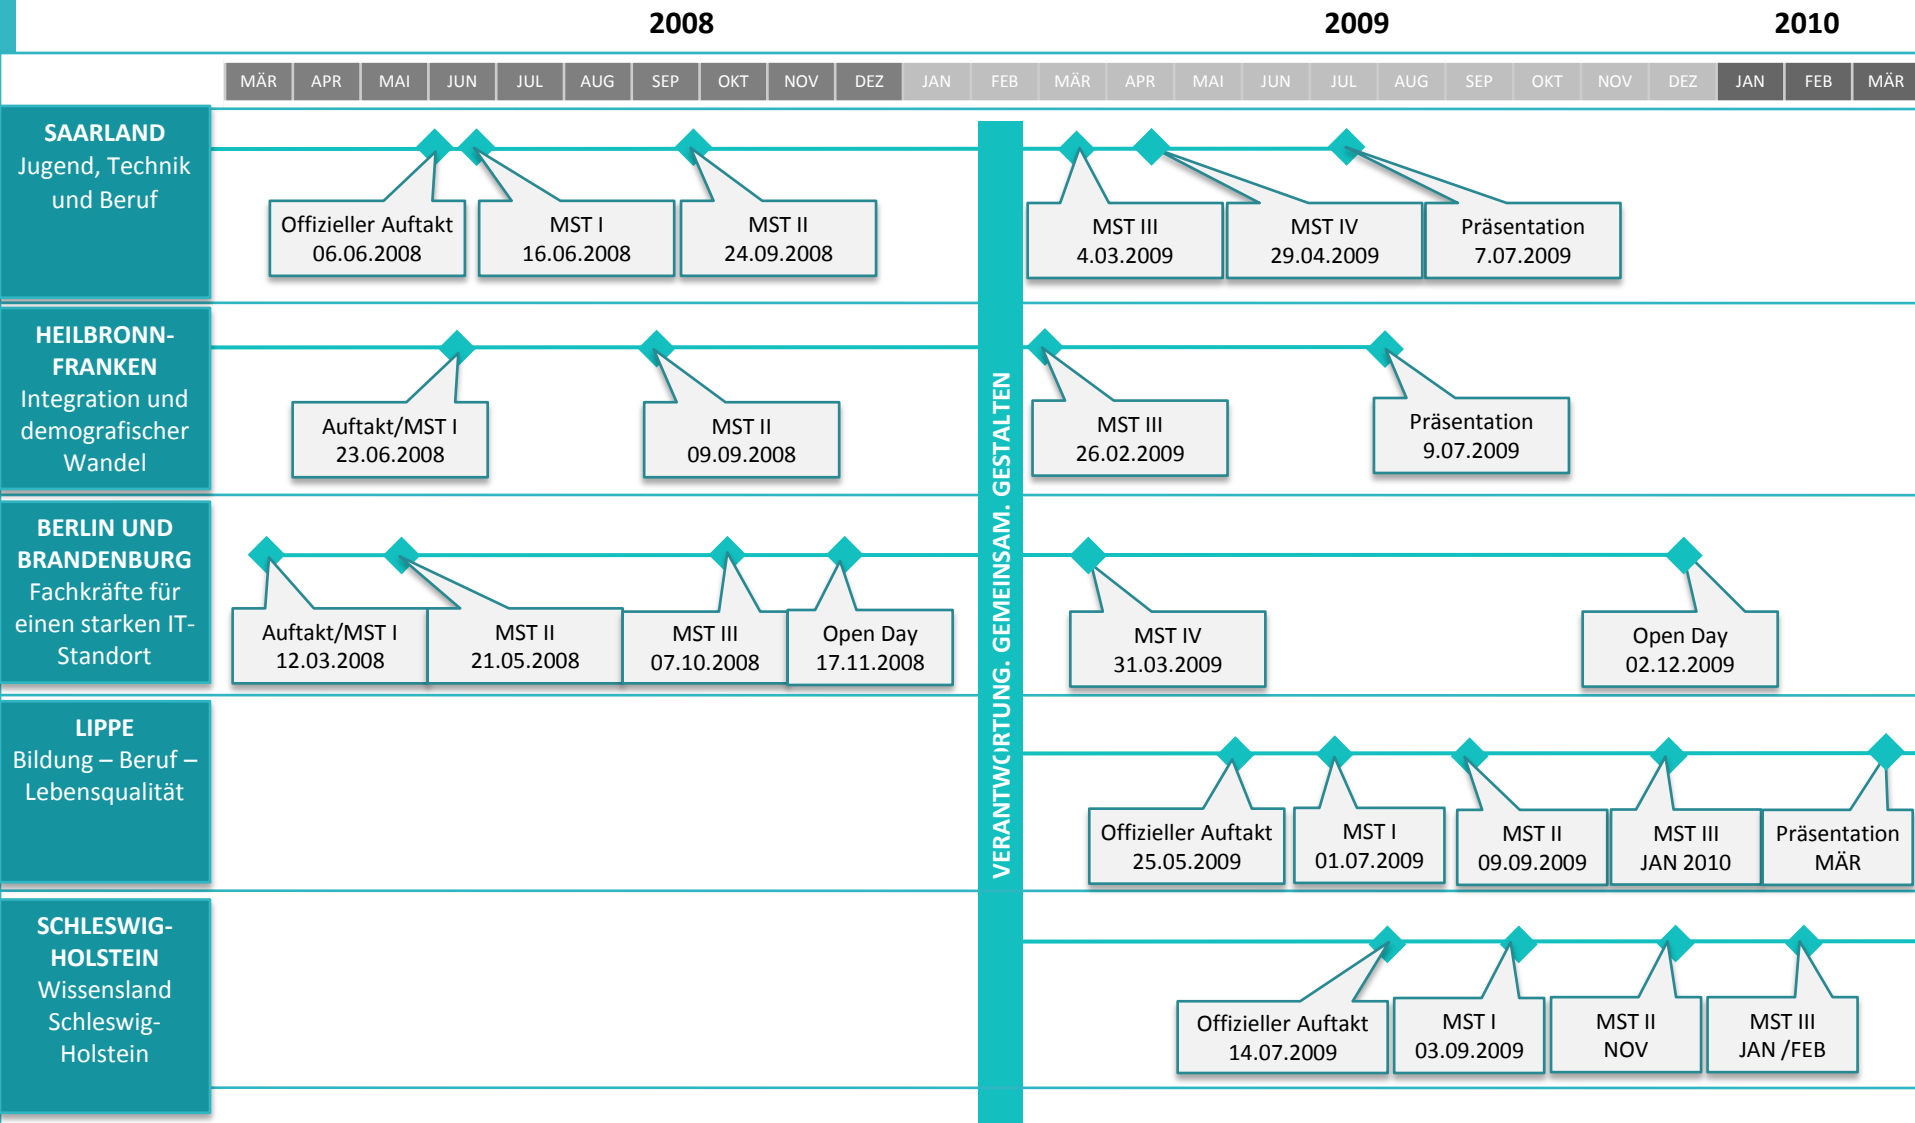 2008
2009
2010
MÄR APR MAI JUN JUL AUG SEP OKT NOV DEZ JAN FEB MÄR APR MAI JUN JUL AUG SEP OKT NOV DEZ JAN FEB MÄR
SAARLAND
Jugend, Technik
und Beruf
Offizieller Auftakt
06.06.2008
MST I
16.06.2008
MST II
24.09.2008
MST III
4.03.2009
MST IV
29.04.2009
Präsentation
7.07.2009
HEILBRONN-
FRANKEN
Integration und
demografischer
Wandel
Auftakt/MST I
23.06.2008
MST II
09.09.2008
MST III
26.02.2009
Präsentation
9.07.2009
BERLIN UND
BRANDENBURG
Fachkräfte für
einen starken IT-
Standort
Auftakt/MST I
12.03.2008
MST II
21.05.2008
MST III
07.10.2008
Open Day
17.11.2008
MST IV
31.03.2009
Open Day
02.12.2009
VERANTWORTUNG. GEMEINSAM. GESTALTEN
LIPPE
Bildung – Beruf –
Lebensqualität
Offizieller Auftakt
25.05.2009
MST I
01.07.2009
MST II
09.09.2009
MST III
JAN 2010
Präsentation
MÄR
SCHLESWIG-
HOLSTEIN
Wissensland
Schleswig-
Holstein
Offizieller Auftakt
14.07.2009
MST I
03.09.2009
MST II
NOV
MST III
JAN /FEB